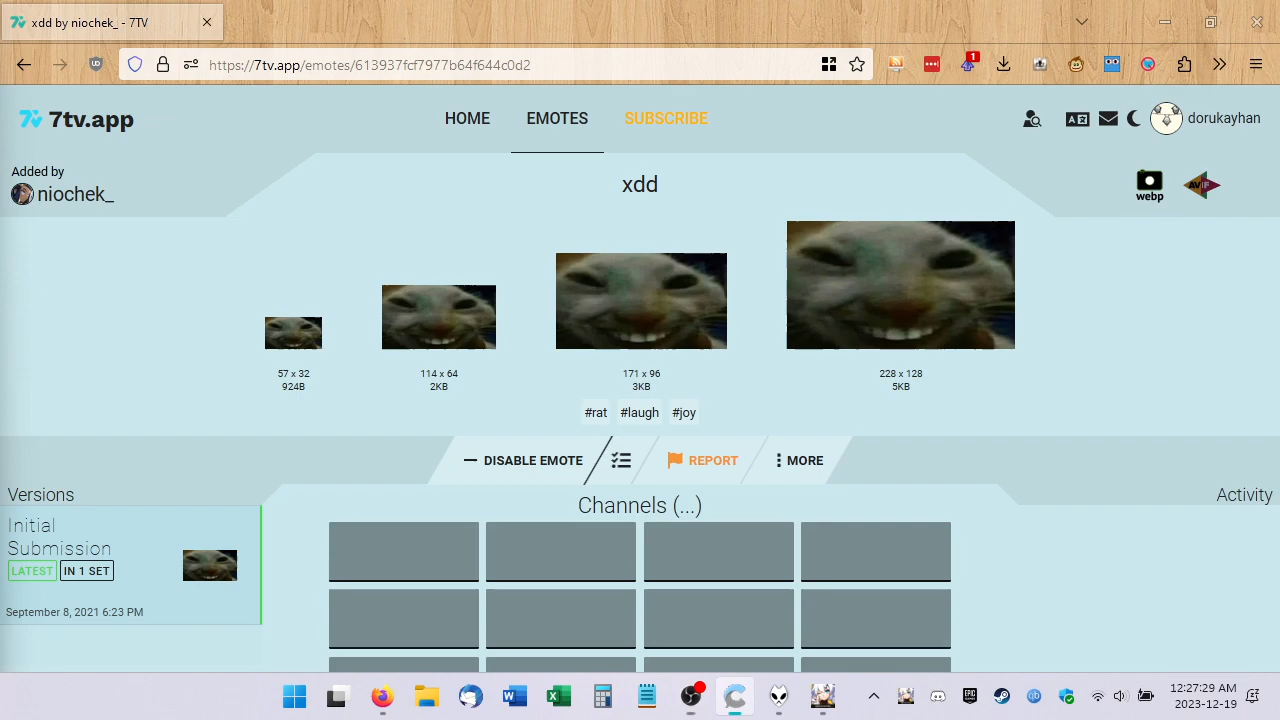 xdd by niochek_ - 7TV
https://7tv.app/emotes/613937fcf7977b64f644c0d2
1
7tv.app
HOME
EMOTES
SUBSCRIBE
dorukayhan
Added by
niochek_
xdd
webp
AVIF
57 x 32
924B
114 x 64
2KB
171 x 96
3KB
228 x 128
5KB
#rat #laugh #joy
DISABLE EMOTE
REPORT
MORE
Versions
Initial
Submission
LATEST IN 1 SET
September 8, 2021 6:23 PM
Channels (...)
Activity
12:27:29 AM
2023-12-19